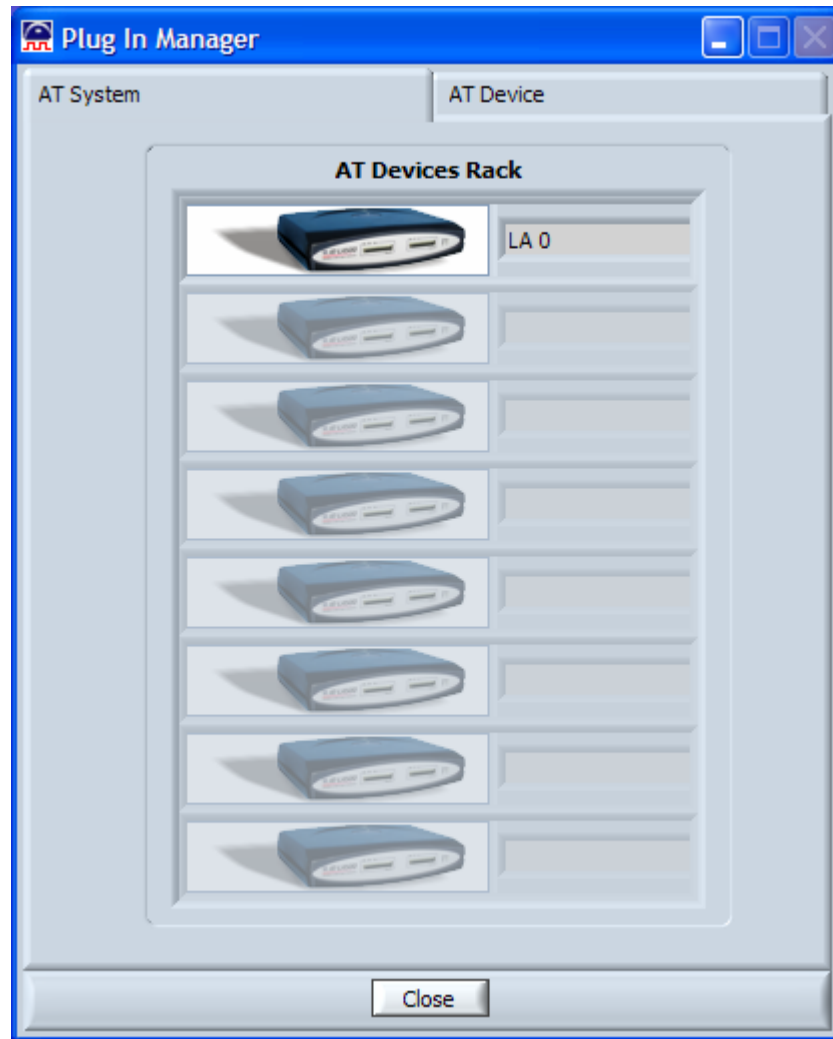 Plug In Manager
AT System
AT Device
AT Devices Rack
LA 0
Close